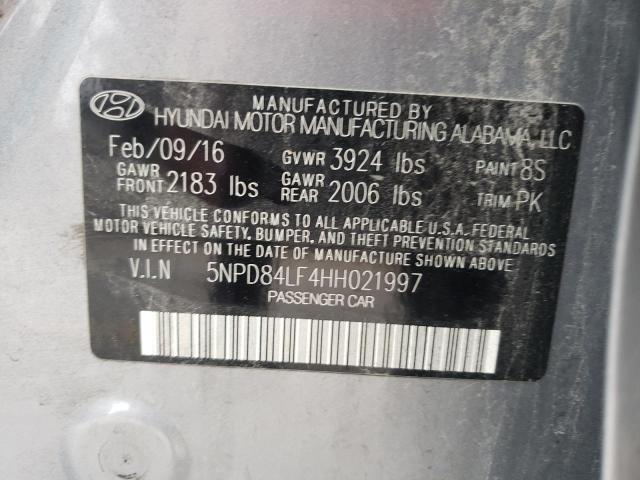 MANUFACTURED BY
HYUNDAI MOTOR MANUFACTURING ALABAMA, LLC
Feb/09/16 GVWR 3924 lbs PAINT 8S
GAWR FRONT 2183 lbs GAWR REAR 2006 lbs TRIM PK
THIS VEHICLE CONFORMS TO ALL APPLICABLE U.S.A. FEDERAL
MOTOR VEHICLE SAFETY, BUMPER, AND THEFT PREVENTION STANDARDS
IN EFFECT ON THE DATE OF MANUFACTURE SHOWN ABOVE
V.I.N 5NPD84LF4HH021997
PASSENGER CAR